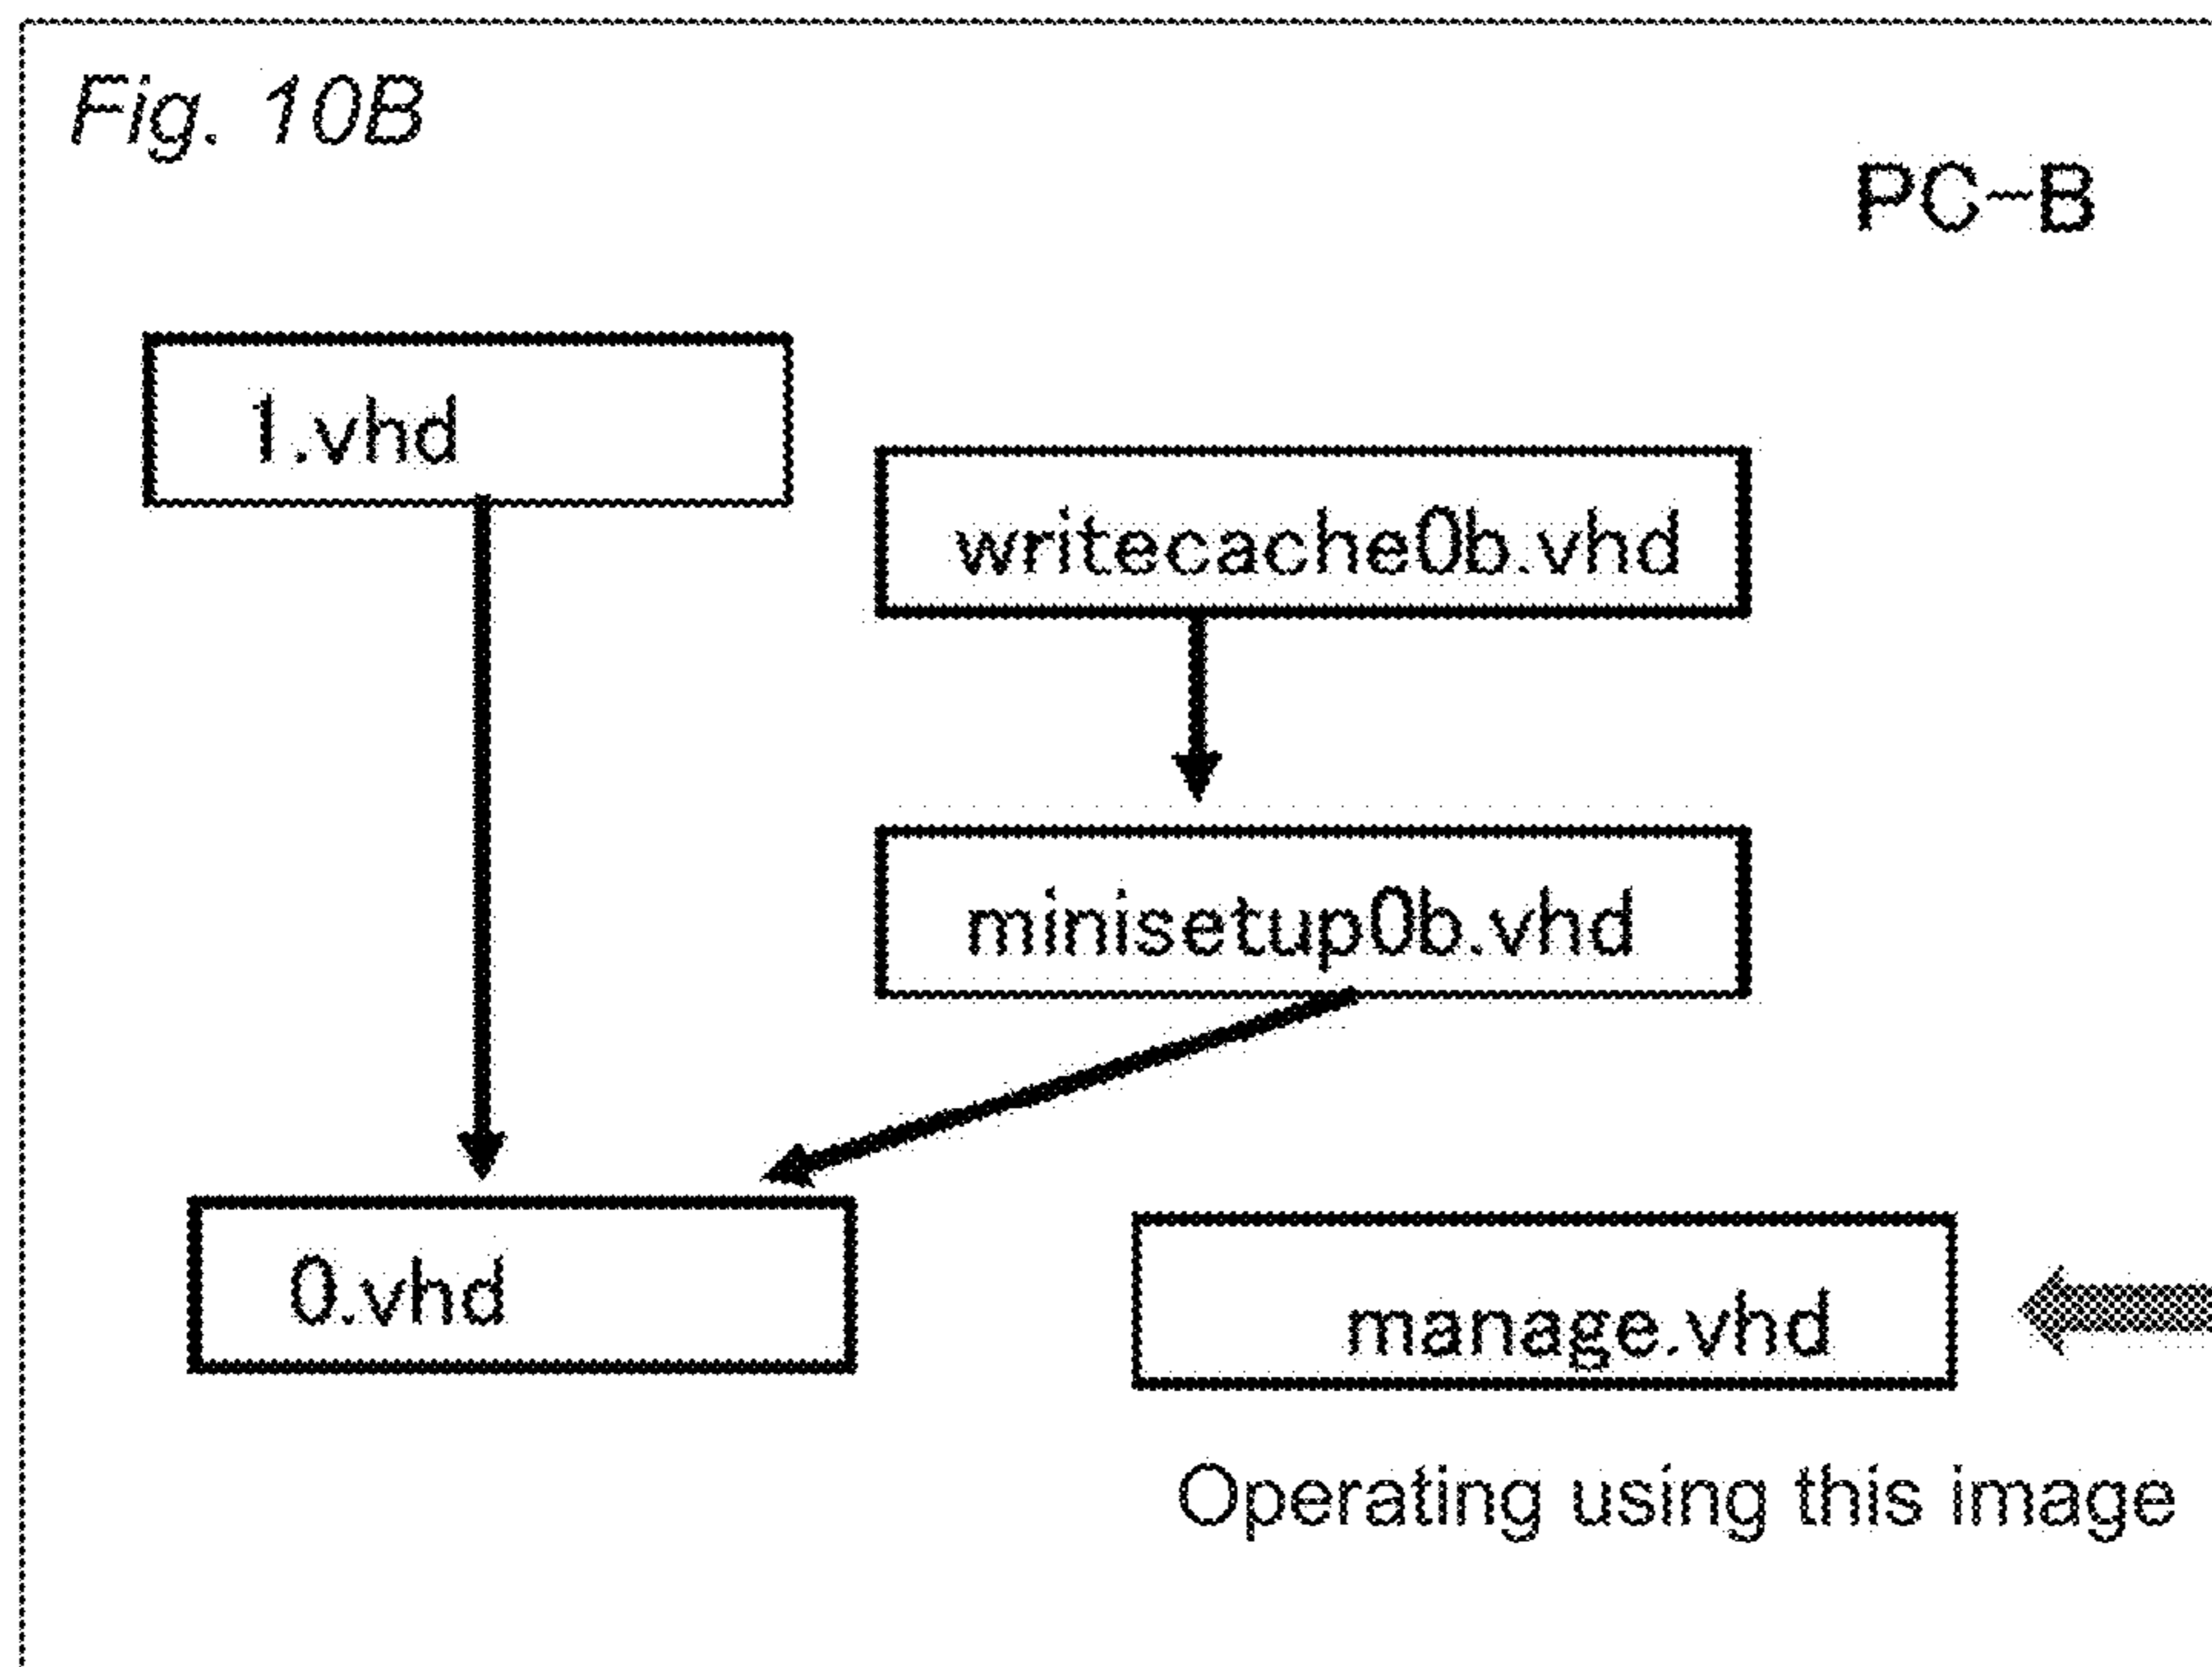 Fig. 10B
PC-B
1.vhd
writecache0b.vhd
minisetup0b.vhd
0.vhd
manage.vhd
Operating using this image